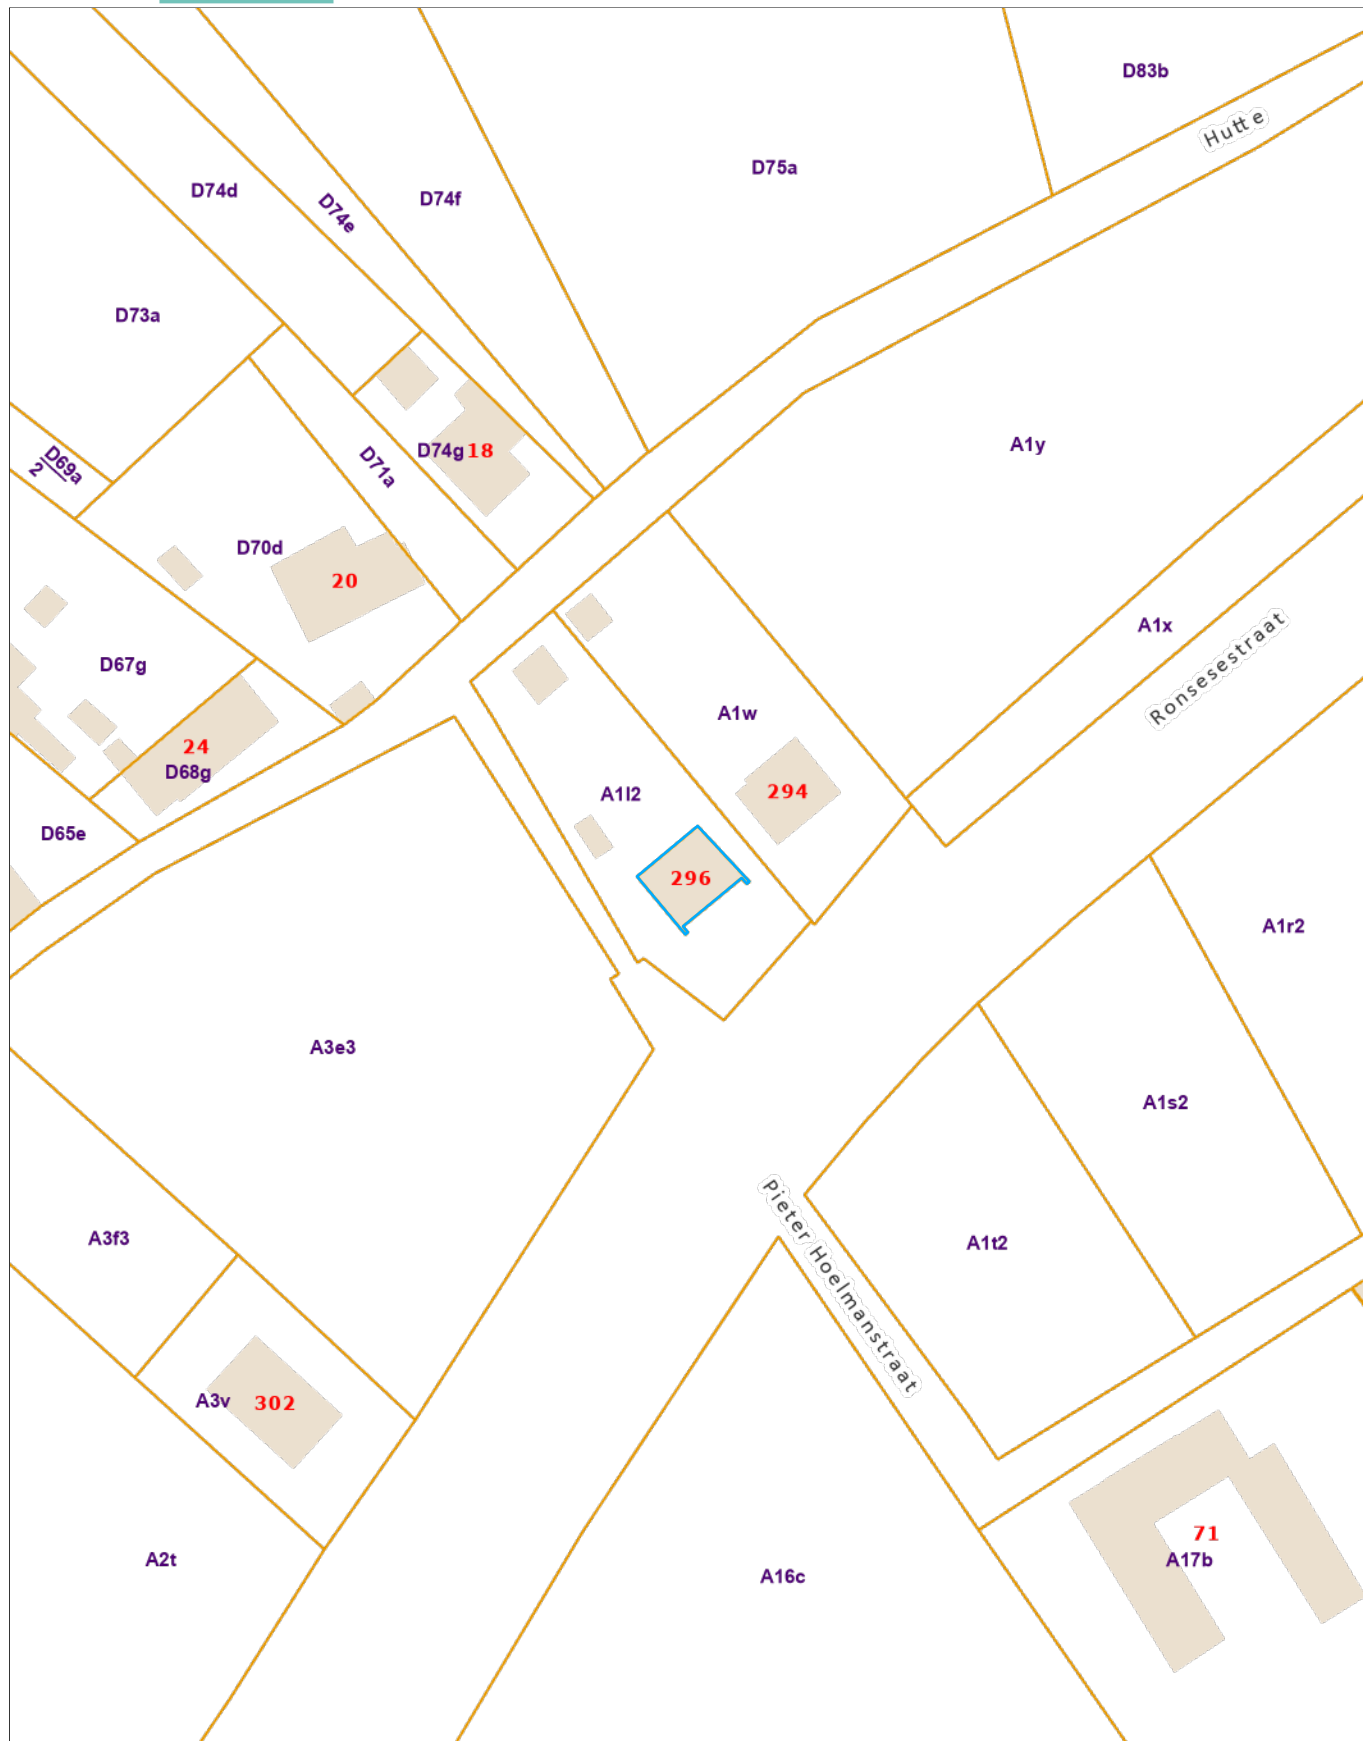 D83b
Hutte
D75a
D74d
D74f
D74e
D73a
A1y
D74g
18
D69a
2
D71a
D70d
20
A1x
Ronsesestraat
D67g
A1w
24
D68g
A1l2
294
D65e
296
A1r2
A3e3
A1s2
Pieter Hoelmanstraat
A3f3
A1t2
A3v
302
71
A17b
A2t
A16c